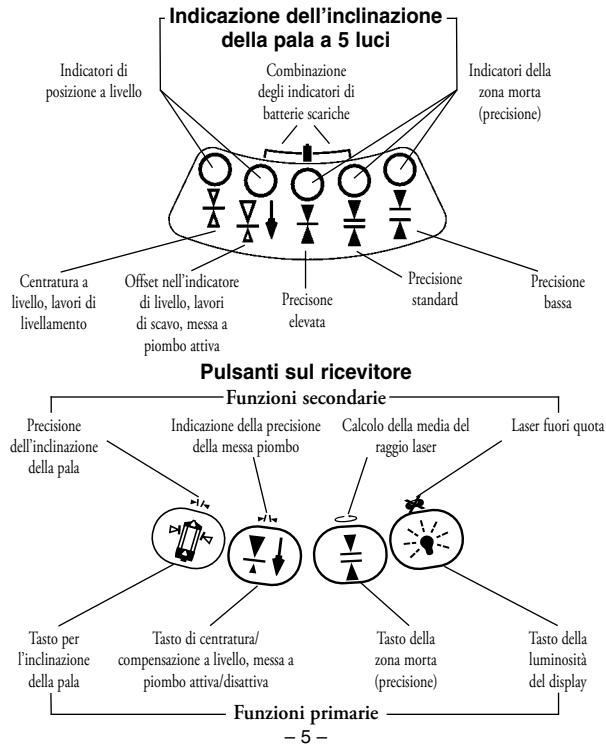 Indicazione dell'inclinazione
della pala a 5 luci
Indicatori di
posizione a livello
Combinazione
degli indicatori di
batterie scariche
Indicatori della
zona morta
(precisione)
Centratura a
livello, lavori di
livellamento
Offset nell'indicatore
di livello, lavori
di scavo, messa a
piombo attiva
Precisone
elevata
Precisione
standard
Precisione
bassa
Pulsanti sul ricevitore
Funzioni secondarie
Precisione
dell'inclinazione
della pala
Indicazione della precisione
della messa piombo
Calcolo della media del
raggio laser
Laser fuori quota
Tasto per
l'inclinazione
della pala
Tasto di centratura/
compensazione a livello, messa a
piombo attiva/disattiva
Tasto della
zona morta
(precisione)
Tasto della
luminosità
del display
Funzioni primarie
– 5 –